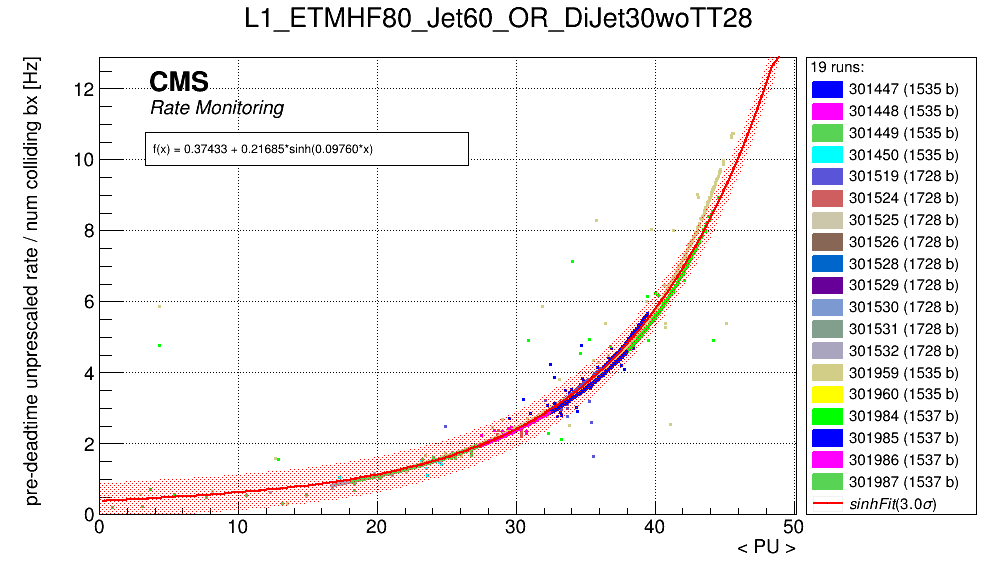 L1_ETMHF80_Jet60_OR_DiJet30woTT28
pre-deadtime unprescaled rate / num colliding bx [Hz]
CMS
Rate Monitoring
f(x) = 0.37433 + 0.21685*sinh(0.09760*x)
12
10
8
6
4
2
0
0 10 20 30 40 50
< PU >
19 runs:
301447 (1535 b)
301448 (1535 b)
301449 (1535 b)
301450 (1535 b)
301519 (1728 b)
301524 (1728 b)
301525 (1728 b)
301526 (1728 b)
301528 (1728 b)
301529 (1728 b)
301530 (1728 b)
301531 (1728 b)
301532 (1728 b)
301959 (1535 b)
301960 (1535 b)
301984 (1537 b)
301985 (1537 b)
301986 (1537 b)
301987 (1537 b)
sinhFit(3.0σ)